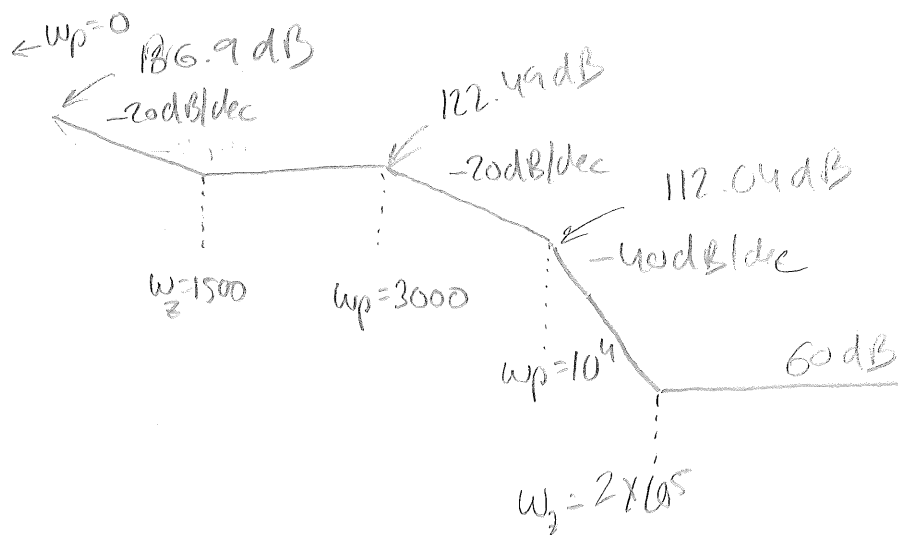 ← wp=0
186.9 dB
-20dB/dec
122.49dB
-20dB/dec
112.04dB
-40dB/dec
wz=1500
wp=3000
wp=10⁴
60dB
wz=2×10⁵